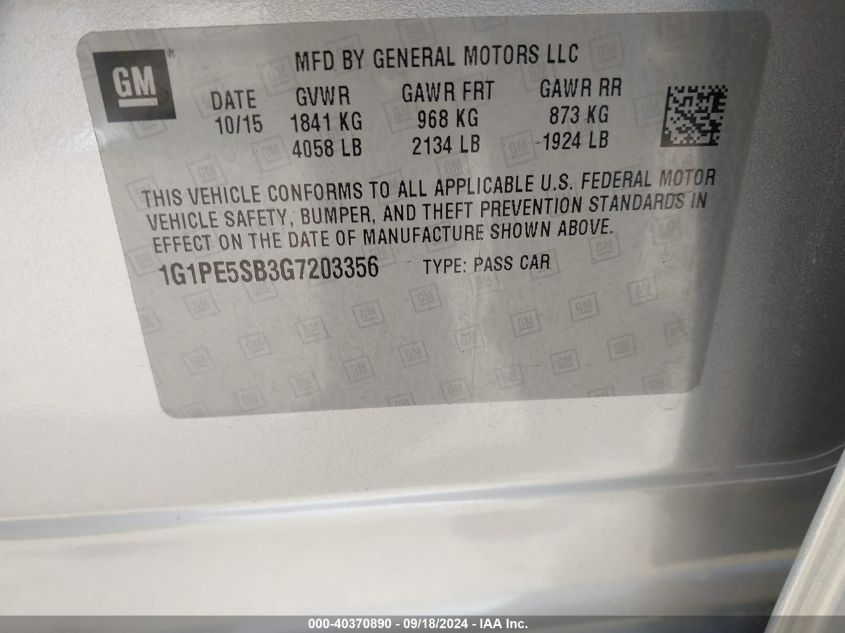 GM
MFD BY GENERAL MOTORS LLC
DATE GVWR GAWR FRT GAWR RR
10/15 1841 KG 968 KG 873 KG
4058 LB 2134 LB 1924 LB
THIS VEHICLE CONFORMS TO ALL APPLICABLE U.S. FEDERAL MOTOR
VEHICLE SAFETY, BUMPER, AND THEFT PREVENTION STANDARDS IN
EFFECT ON THE DATE OF MANUFACTURE SHOWN ABOVE.
1G1PE5SB3G7203356 TYPE: PASS CAR
000-40370890 - 09/18/2024 - IAA Inc.